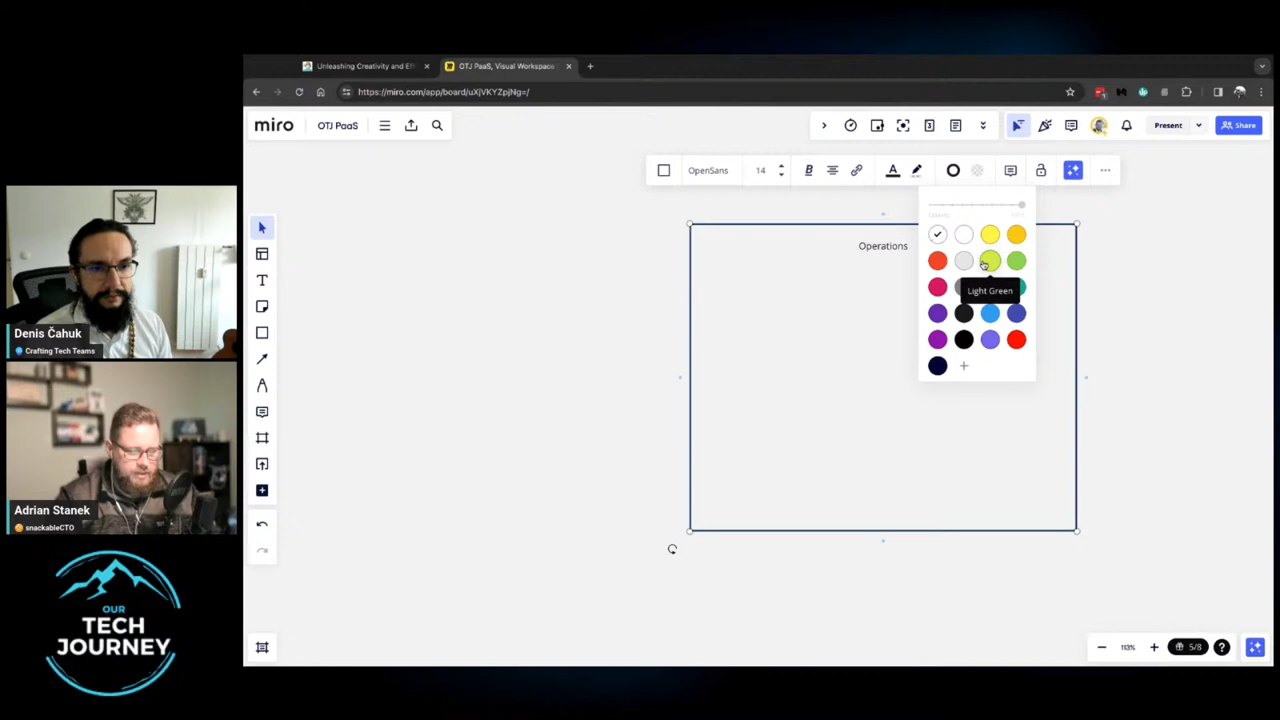 Unleashing Creativity and Ef
OTJ PaaS, Visual Workspace
https://miro.com/app/board/uXjVKYZpjNg=/
miro
OTJ PaaS
Present
Share
OpenSans
14
Operations
Light Green
Denis Čahuk
Crafting Tech Teams
Adrian Stanek
snackableCTO
OUR
TECH
JOURNEY
113%
5/8